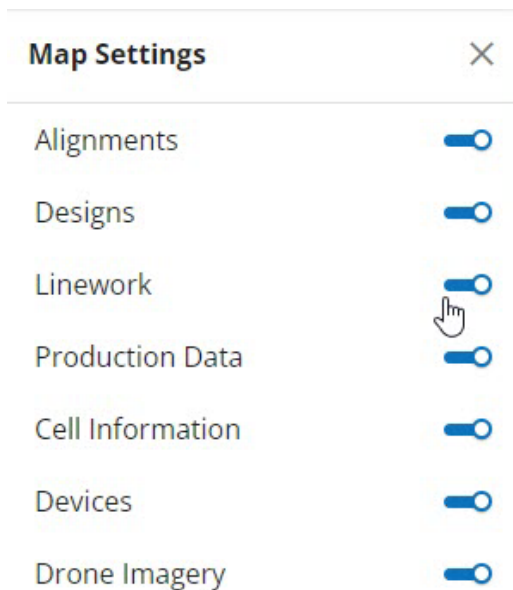 Map Settings
Alignments
Designs
Linework
Production Data
Cell Information
Devices
Drone Imagery